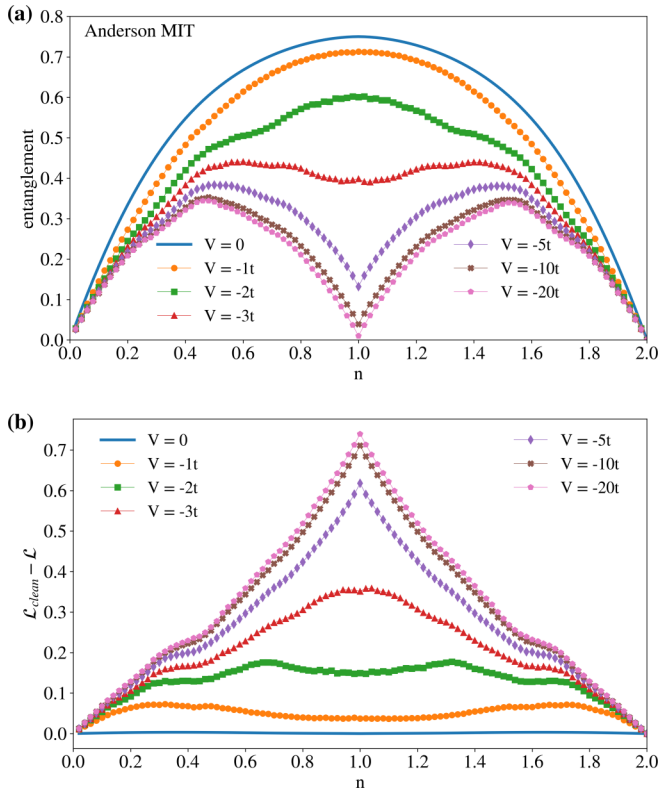 (a)
Anderson MIT
entanglement
0.8
0.7
0.6
0.5
0.4
0.3
0.2
0.1
0.0
V = 0
V = -1t
V = -2t
V = -3t
V = -5t
V = -10t
V = -20t
0.0 0.2 0.4 0.6 0.8 1.0 1.2 1.4 1.6 1.8 2.0
n
(b)
ℒclean − ℒ
0.7
0.6
0.5
0.4
0.3
0.2
0.1
0.0
V = 0
V = -1t
V = -2t
V = -3t
V = -5t
V = -10t
V = -20t
0.0 0.2 0.4 0.6 0.8 1.0 1.2 1.4 1.6 1.8 2.0
n